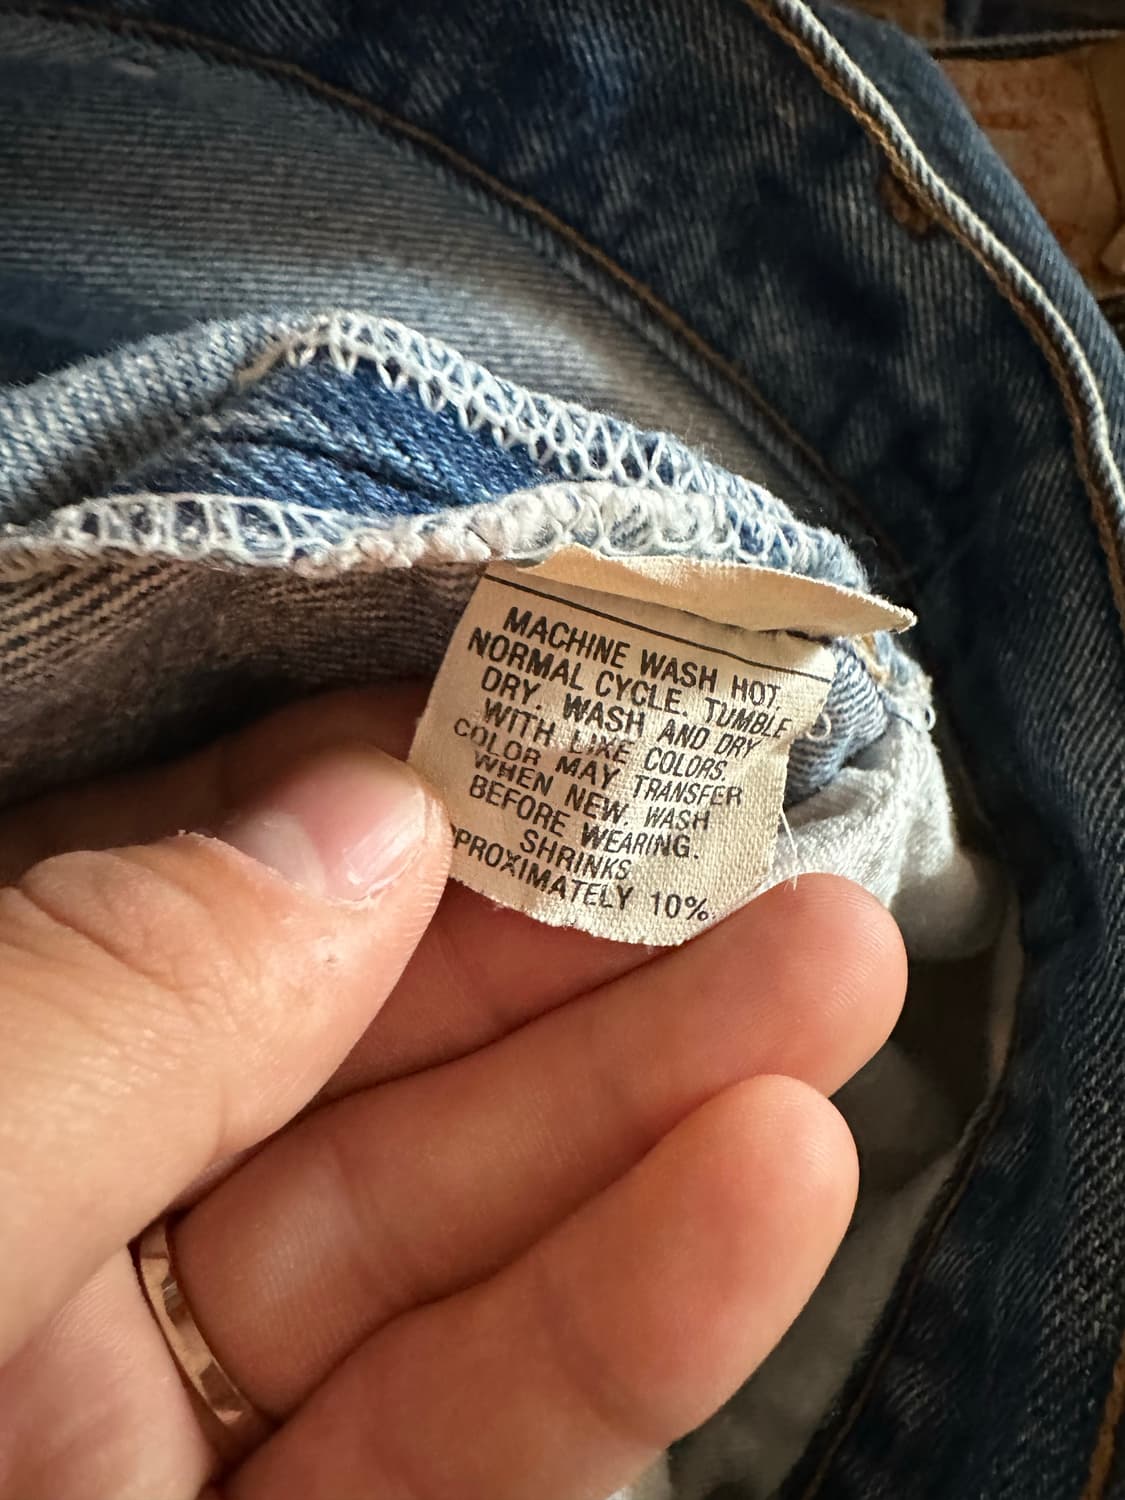 MACHINE WASH HOT.
NORMAL CYCLE. TUMBLE
DRY. WASH AND DRY
WITH LIKE COLORS.
COLOR MAY TRANSFER
WHEN NEW. WASH
BEFORE WEARING.
SHRINKS
PPROXIMATELY 10%